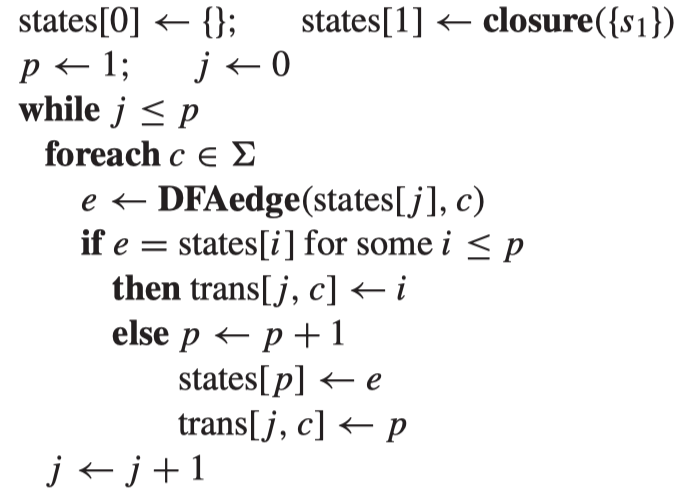 states[0] ← {}; states[1] ← closure({s₁})
p ← 1; j ← 0
while j ≤ p
foreach c ∈ Σ
e ← DFAedge(states[j], c)
if e = states[i] for some i ≤ p
then trans[j, c] ← i
else p ← p + 1
states[p] ← e
trans[j, c] ← p
j ← j + 1